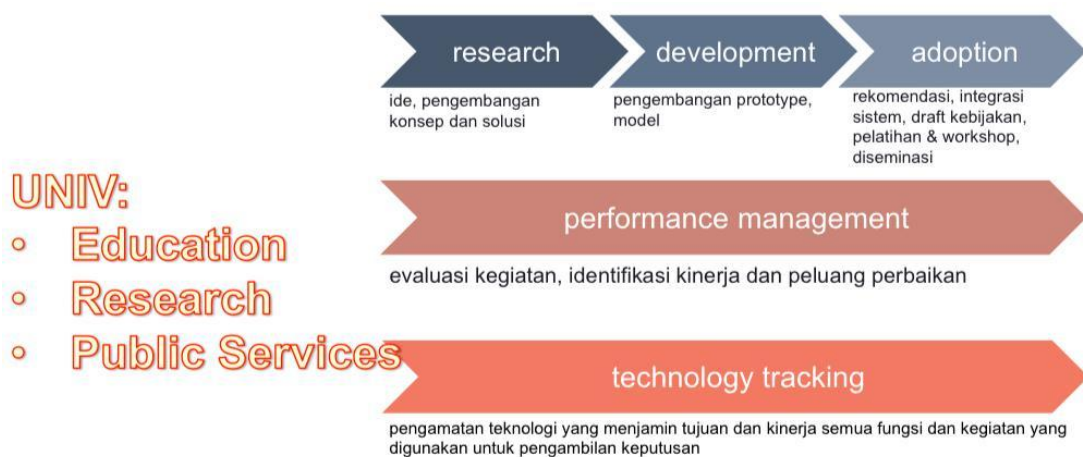 research
development
adoption
ide, pengembangan
konsep dan solusi
pengembangan prototype,
model
rekomendasi, integrasi
sistem, draft kebijakan,
pelatihan & workshop,
diseminasi
UNIV:
• Education
• Research
• Public Services
performance management
evaluasi kegiatan, identifikasi kinerja dan peluang perbaikan
technology tracking
pengamatan teknologi yang menjamin tujuan dan kinerja semua fungsi dan kegiatan yang
digunakan untuk pengambilan keputusan